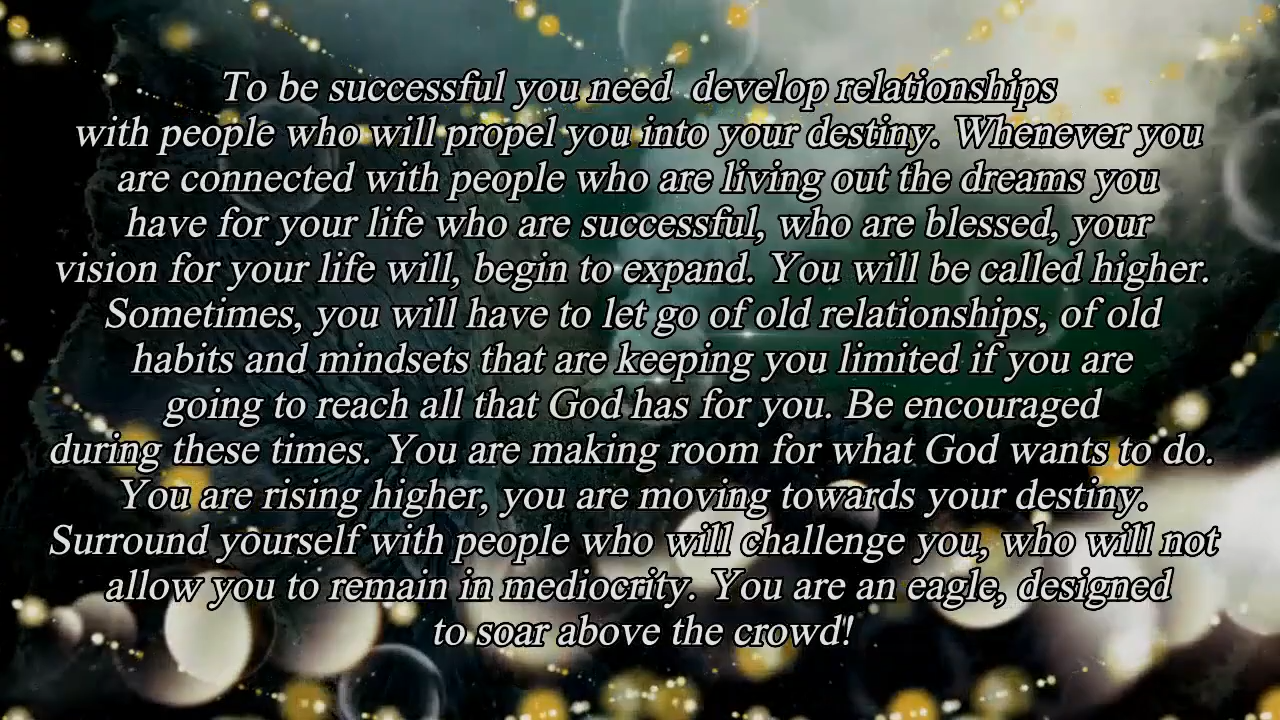 To be successful you need  develop relationships
with people who will propel you into your destiny. Whenever you
are connected with people who are living out the dreams you
have for your life who are successful, who are blessed, your
vision for your life will, begin to expand. You will be called higher.
Sometimes, you will have to let go of old relationships, of old
habits and mindsets that are keeping you limited if you are
going to reach all that God has for you. Be encouraged
during these times. You are making room for what God wants to do.
You are rising higher, you are moving towards your destiny.
Surround yourself with people who will challenge you, who will not
allow you to remain in mediocrity. You are an eagle, designed
to soar above the crowd'!